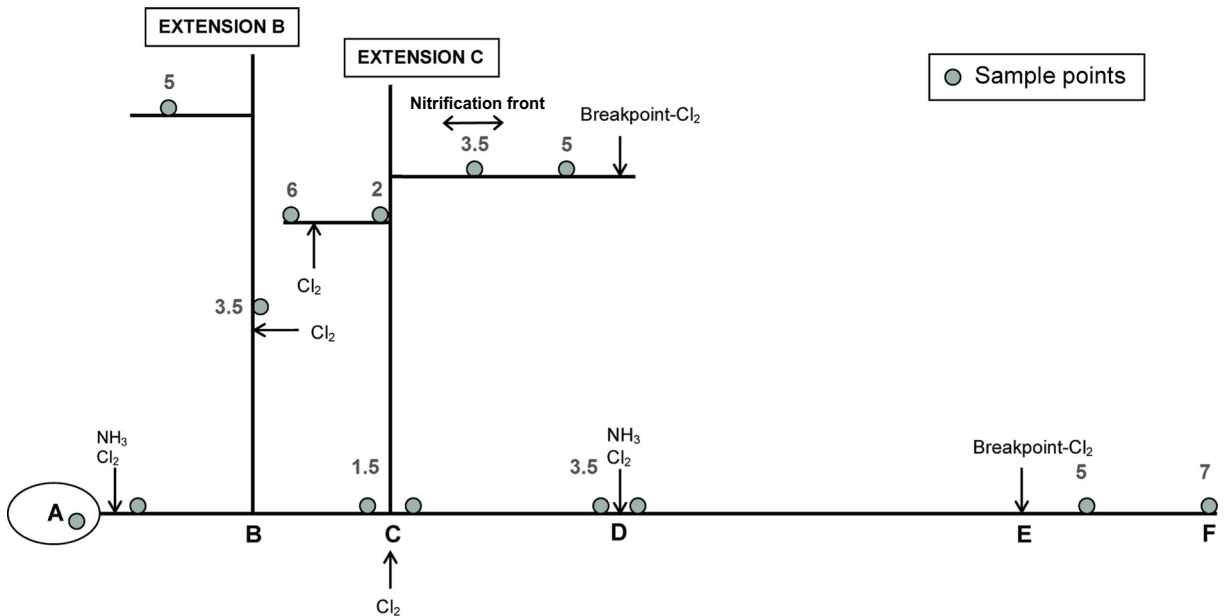 EXTENSION B
EXTENSION C
Sample points
5
Nitrification front
Breakpoint-Cl₂
3.5
5
6
2
Cl₂
3.5
Cl₂
NH₃
Cl₂
1.5
3.5
NH₃
Cl₂
Breakpoint-Cl₂
5
7
A
B
C
D
E
F
Cl₂